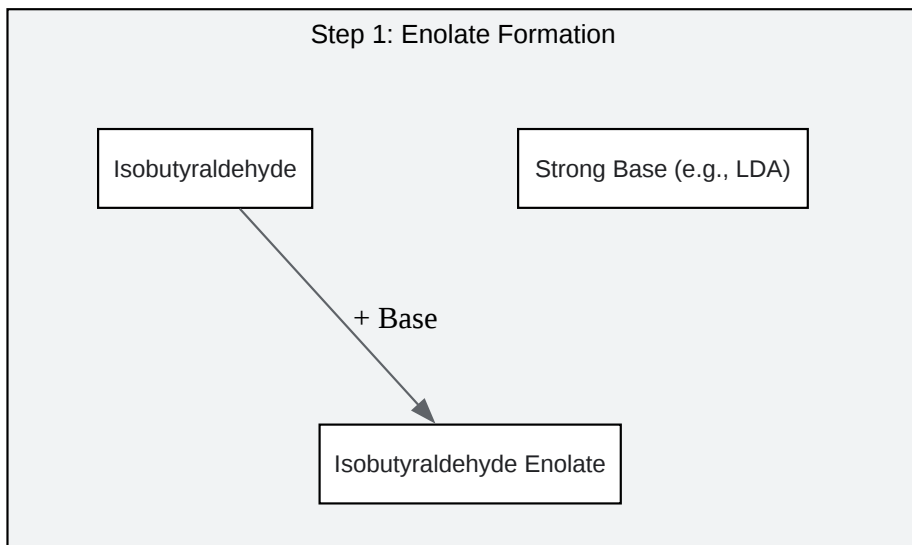 Step 1: Enolate Formation
Isobutyraldehyde
Strong Base (e.g., LDA)
+ Base
Isobutyraldehyde Enolate